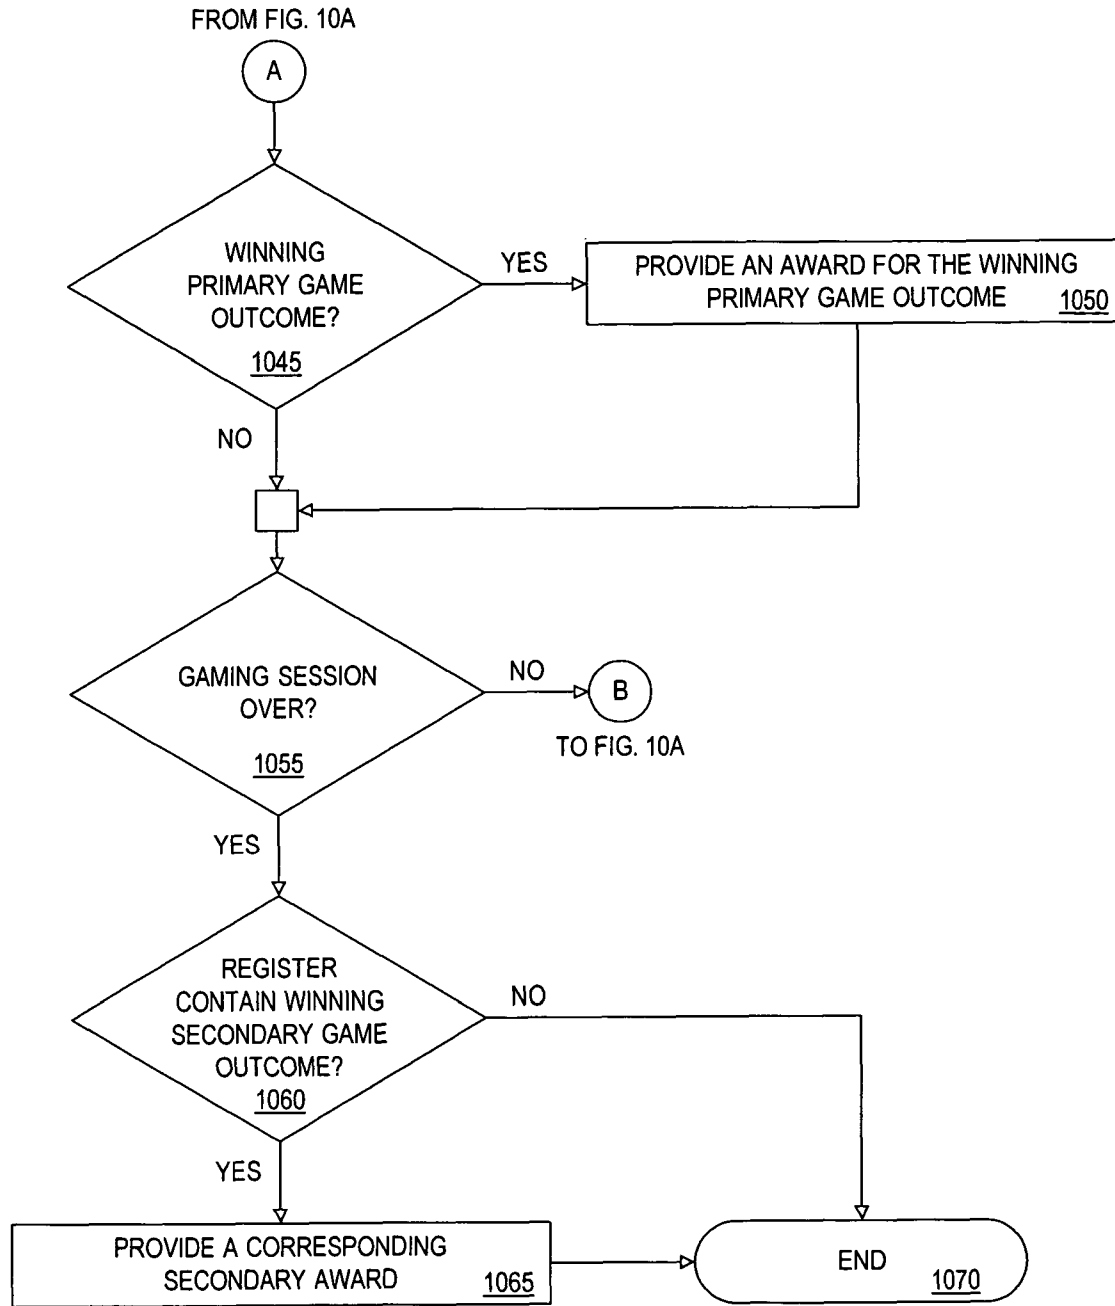 FROM FIG. 10A
A
WINNING
PRIMARY GAME
OUTCOME?
1045
YES
PROVIDE AN AWARD FOR THE WINNING
PRIMARY GAME OUTCOME 1050
NO
GAMING SESSION
OVER?
1055
NO
B
TO FIG. 10A
YES
REGISTER
CONTAIN WINNING
SECONDARY GAME
OUTCOME?
1060
NO
YES
PROVIDE A CORRESPONDING
SECONDARY AWARD 1065
END
1070